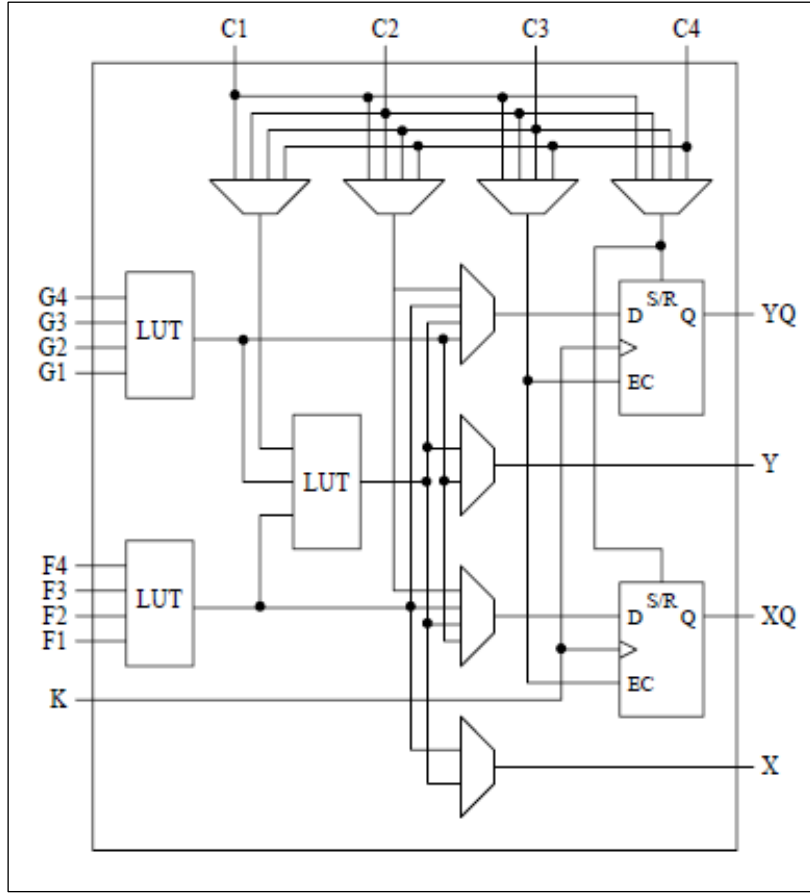 C1 C2 C3 C4
S/R
G4 D Q YQ
G3 LUT
G2
G1 EC
Y
LUT
F4
F3 LUT S/R
F2 D Q XQ
F1
K EC
X